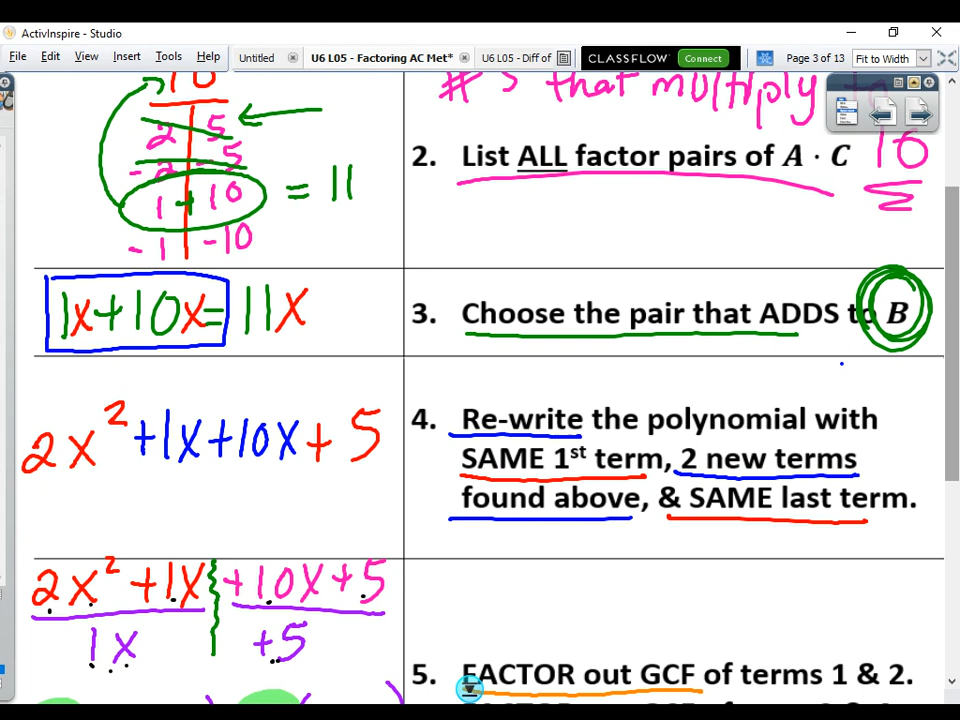 ActivInspire - Studio
File Edit View Insert Tools Help Untitled U6 L05 - Factoring AC Met* U6 L05 - Diff of CLASSFLOW Connect Page 3 of 13 Fit to Width
10
2 5
-2 -5
1 + 10 = 11
-1 -10
#'s that multiply to
2. List ALL factor pairs of A · C 10
1x+10x= 11x
3. Choose the pair that ADDS to B
2x² +1x+10x+ 5
4. Re-write the polynomial with
SAME 1st term, 2 new terms
found above, & SAME last term.
2x² +1x +10x+5
1x +5
5. FACTOR out GCF of terms 1 & 2.